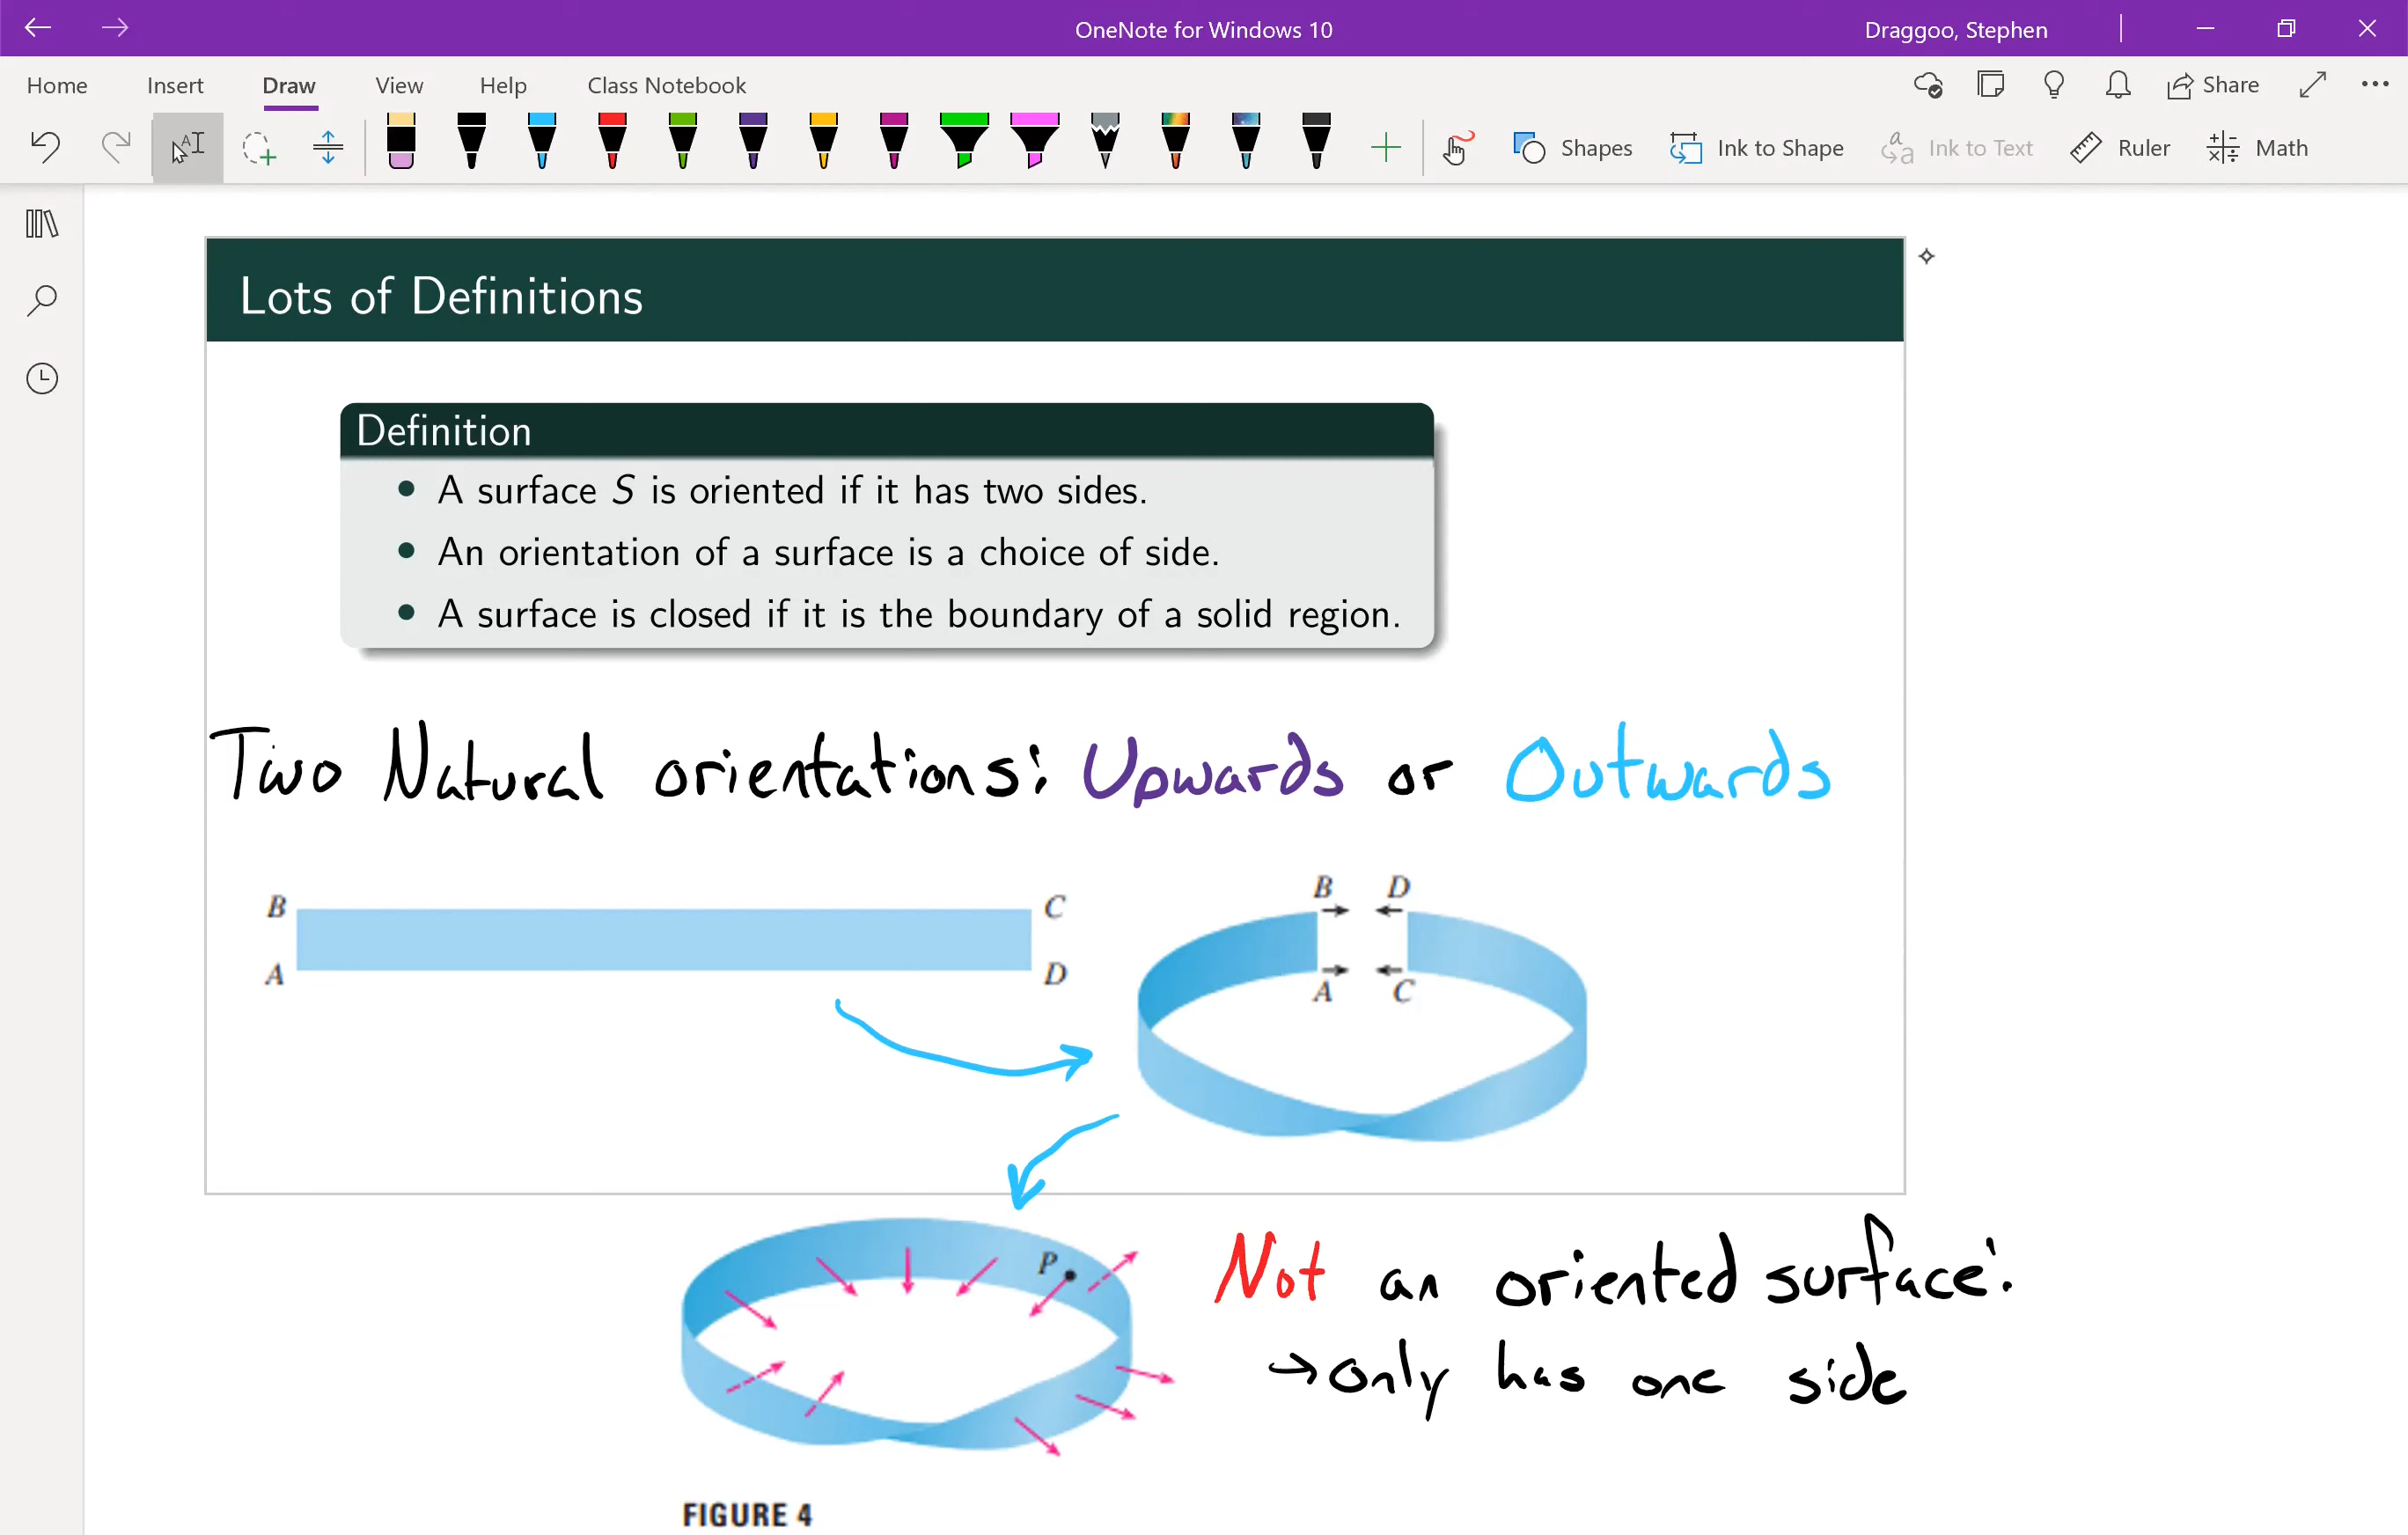 OneNote for Windows 10
Draggoo, Stephen
Home Insert Draw View Help Class Notebook
Share
Shapes Ink to Shape Ink to Text Ruler Math
Lots of Definitions
Definition
• A surface S is oriented if it has two sides.
• An orientation of a surface is a choice of side.
• A surface is closed if it is the boundary of a solid region.
Two Natural orientations: Upwards or Outwards
B C
A D
B D
A C
P
Not an oriented surface:
→ only has one side
FIGURE 4